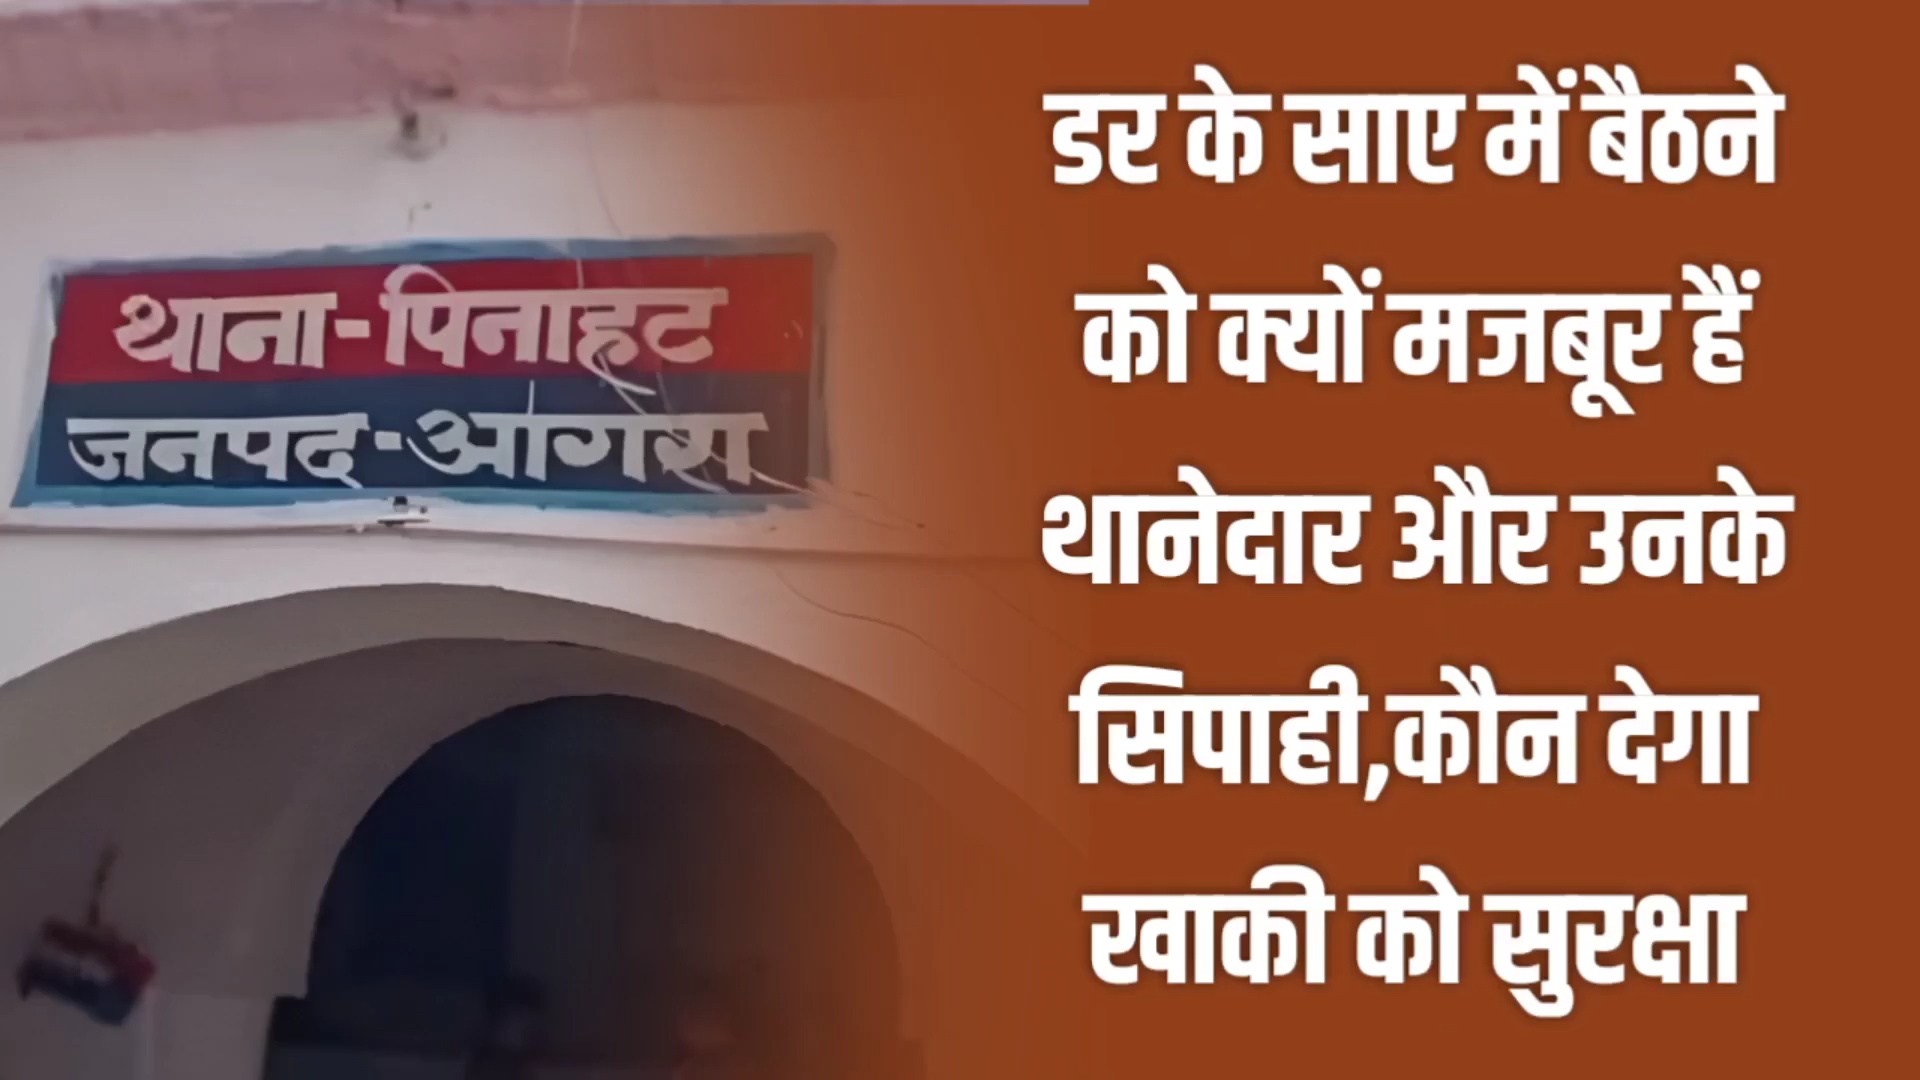 थाना-पिनाहट
जनपद-आगरा
डर के साए में बैठने
को क्यों मजबूर हैं
थानेदार और उनके
सिपाही,कौन देगा
खाकी को सुरक्षा